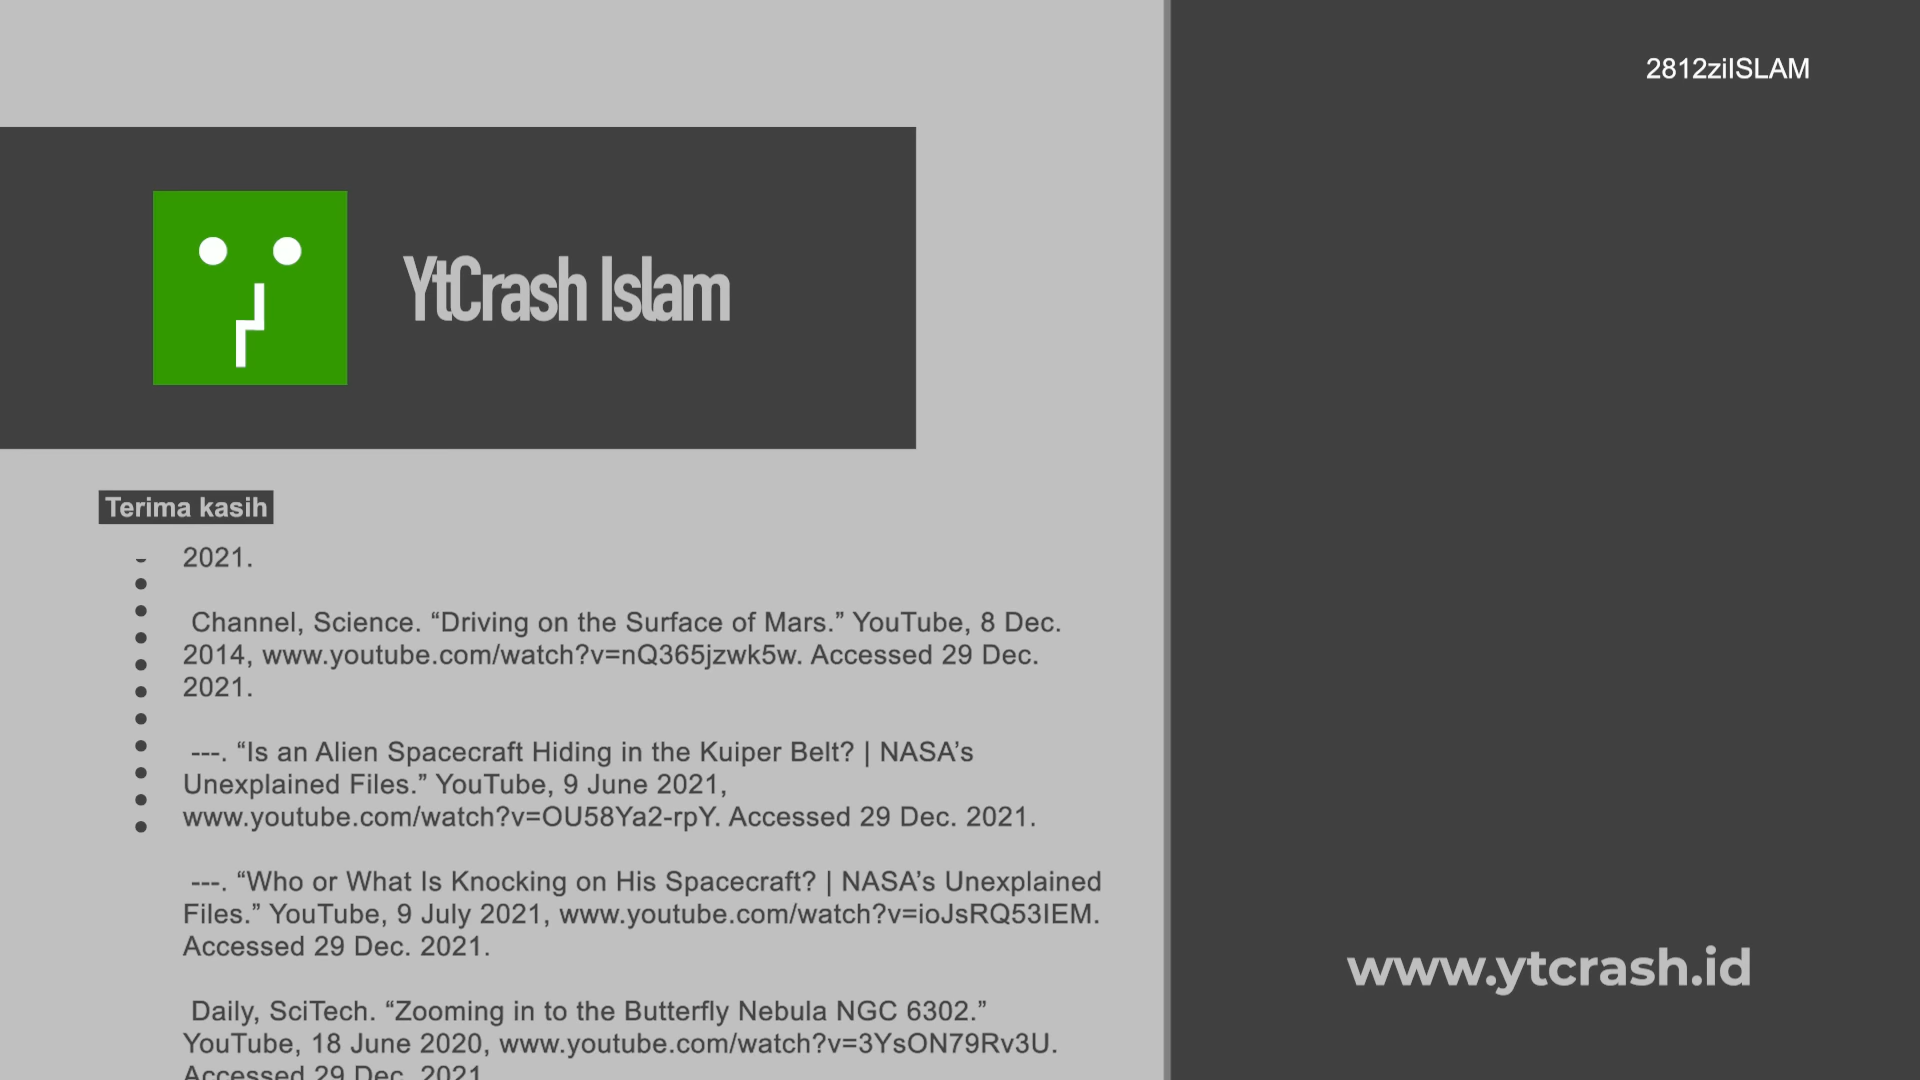 2812ziISLAM
YtCrash Islam
Terima kasih
2021.
Channel, Science. “Driving on the Surface of Mars.” YouTube, 8 Dec.
2014, www.youtube.com/watch?v=nQ365jzwk5w. Accessed 29 Dec.
2021.
---. “Is an Alien Spacecraft Hiding in the Kuiper Belt? | NASA’s
Unexplained Files.” YouTube, 9 June 2021,
www.youtube.com/watch?v=OU58Ya2-rpY. Accessed 29 Dec. 2021.
---. “Who or What Is Knocking on His Spacecraft? | NASA’s Unexplained
Files.” YouTube, 9 July 2021, www.youtube.com/watch?v=ioJsRQ53IEM.
Accessed 29 Dec. 2021.
Daily, SciTech. “Zooming in to the Butterfly Nebula NGC 6302.”
YouTube, 18 June 2020, www.youtube.com/watch?v=3YsON79Rv3U.
Accessed 29 Dec. 2021.
www.ytcrash.id